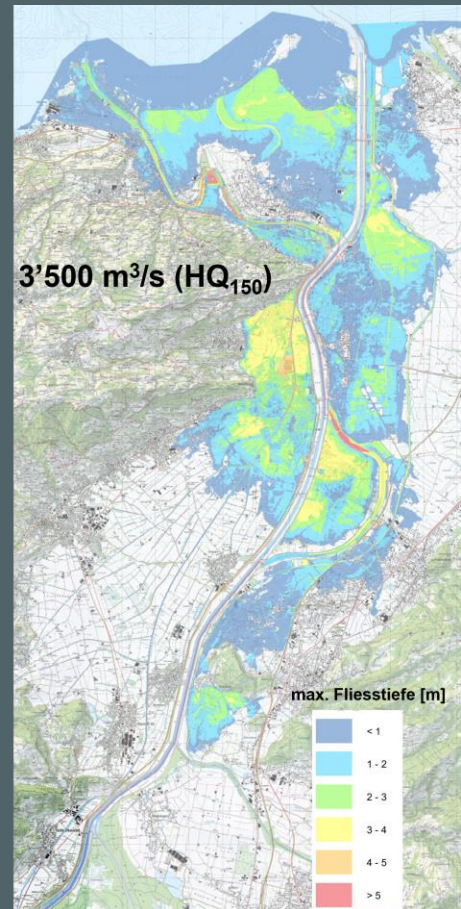 3'500 m³/s (HQ₁₅₀)
max. Fliesstiefe [m]
< 1
1 - 2
2 - 3
3 - 4
4 - 5
> 5